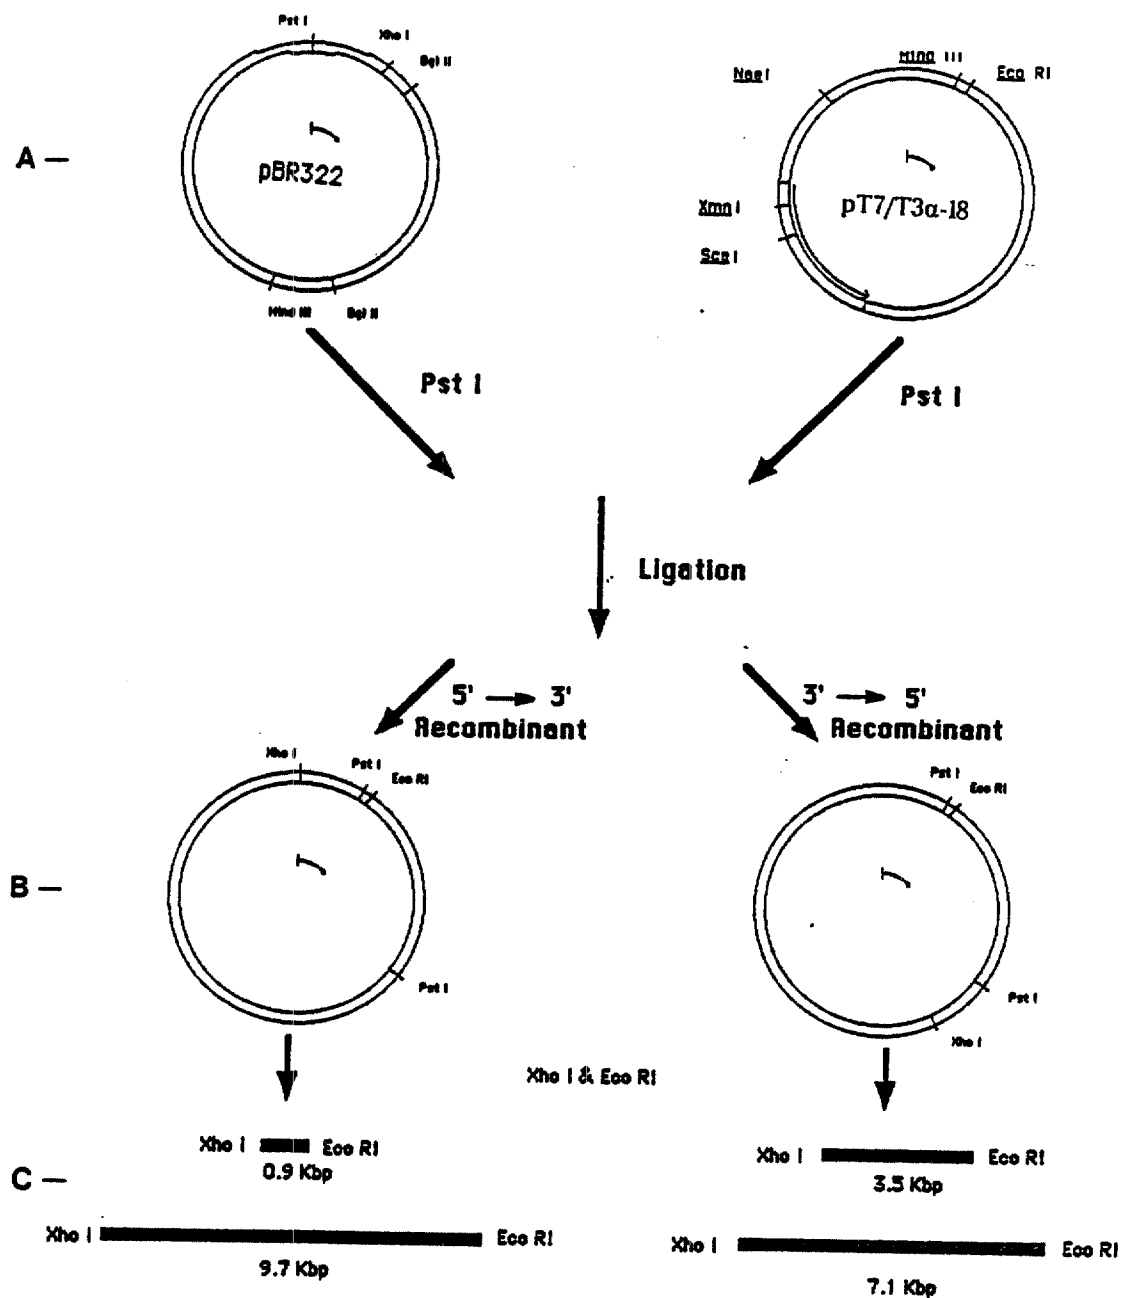 Pst I
Xho I
Bgl II
Hind III
Eco RI
Nae I
A —
pBR322
Xmn I
pT7/T3α-18
Sca I
Hind III
Bgl II
Pst I
Pst I
Ligation
5' → 3'
Recombinant
3' → 5'
Recombinant
Xho I
Pst I
Eco RI
Pst I
Eco RI
B —
Pst I
Pst I
Xho I
Xho I & Eco RI
Xho I
Eco RI
0.9 Kbp
Xho I
Eco RI
3.5 Kbp
C —
Xho I
Eco RI
9.7 Kbp
Xho I
Eco RI
7.1 Kbp